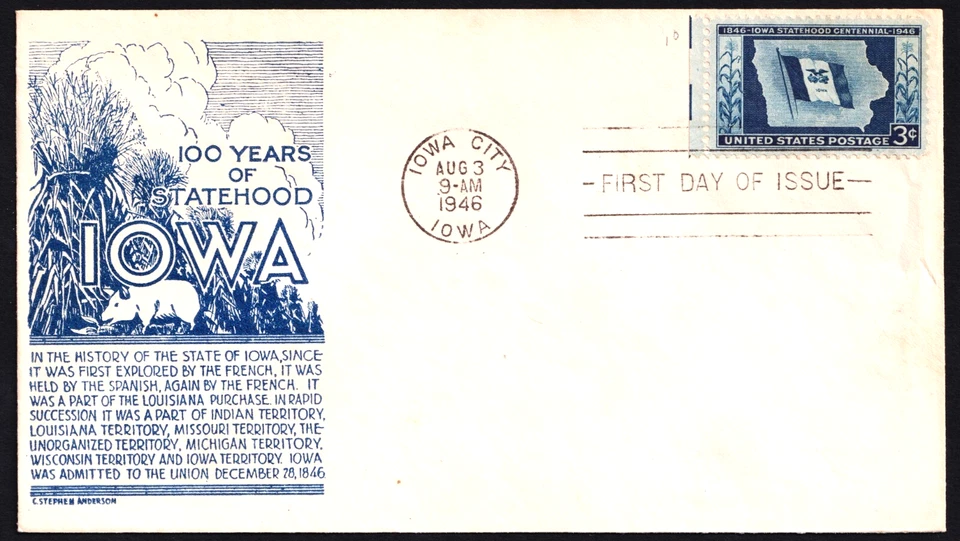 100 YEARS
OF
STATEHOOD
IOWA
IN THE HISTORY OF THE STATE OF IOWA, SINCE
IT WAS FIRST EXPLORED BY THE FRENCH, IT WAS
HELD BY THE SPANISH, AGAIN BY THE FRENCH. IT
WAS A PART OF THE LOUISIANA PURCHASE. IN RAPID
SUCCESSION IT WAS A PART OF INDIAN TERRITORY,
LOUISIANA TERRITORY, MISSOURI TERRITORY, THE
UNORGANIZED TERRITORY, MICHIGAN TERRITORY,
WISCONSIN TERRITORY AND IOWA TERRITORY. IOWA
WAS ADMITTED TO THE UNION DECEMBER 28, 1846
C. STEPHEN ANDERSON
IOWA CITY
AUG 3
9-AM
1946
IOWA
—FIRST DAY OF ISSUE—
10
1846-IOWA STATEHOOD CENTENNIAL-1946
IOWA
UNITED STATES POSTAGE 3¢